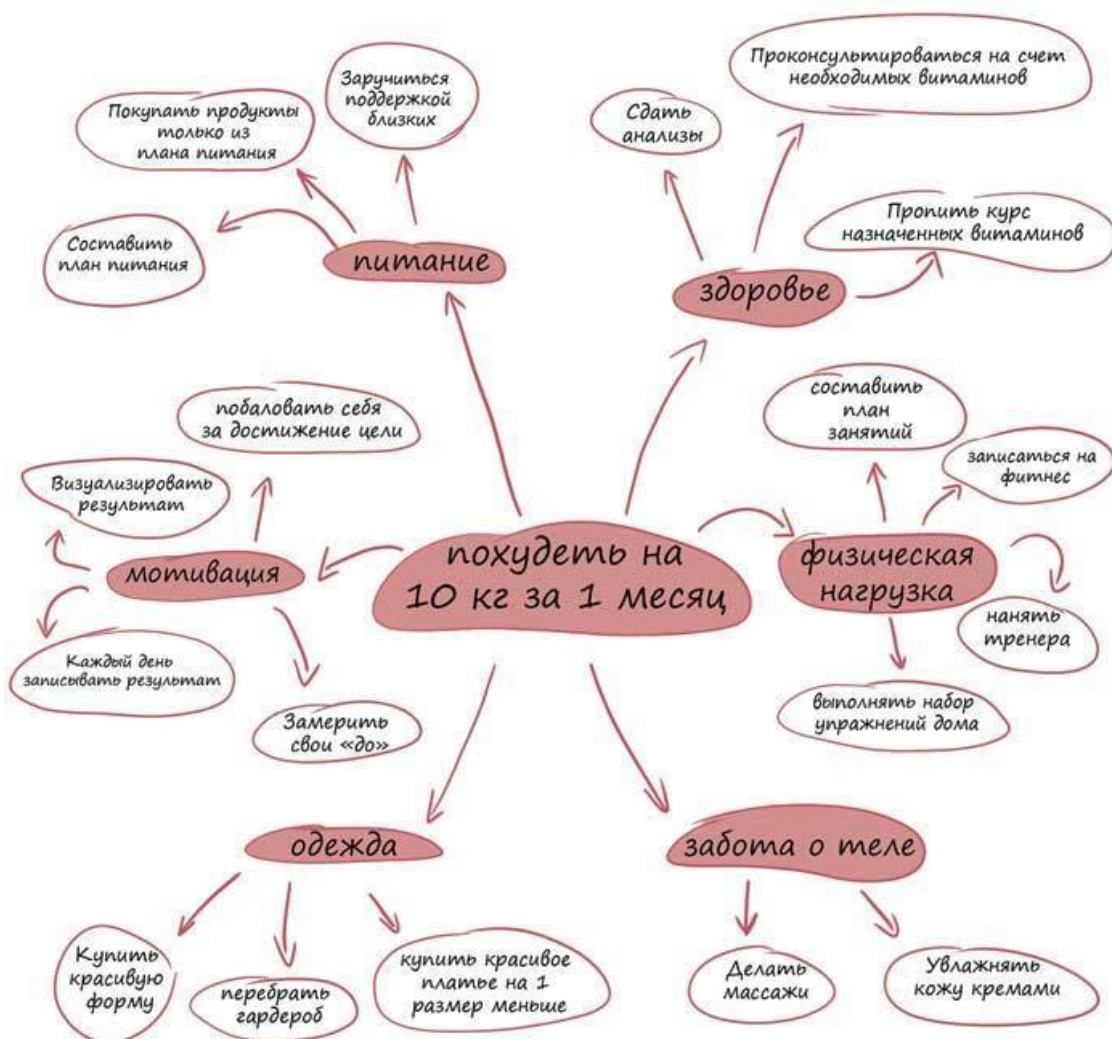 Проконсультироваться на счет
необходимых витаминов
Заручиться
поддержкой
близких
Покупать продукты
только из
плана питания
Сдать
анализы
Пропить курс
назначенных витаминов
Составить
план питания
питание
здоровье
составить
план
занятий
побаловать себя
за достижение цели
записаться на
фитнес
Визуализировать
результат
мотивация
похудеть на
10 кг за 1 месяц
физическая
нагрузка
нанять
тренера
Каждый день
записывать результат
выполнять набор
упражнений дома
Замерить
свои «до»
одежда
забота о теле
Купить
красивую
форму
перебрать
гардероб
купить красивое
платье на 1
размер меньше
Делать
массажи
Увлажнять
кожу кремами